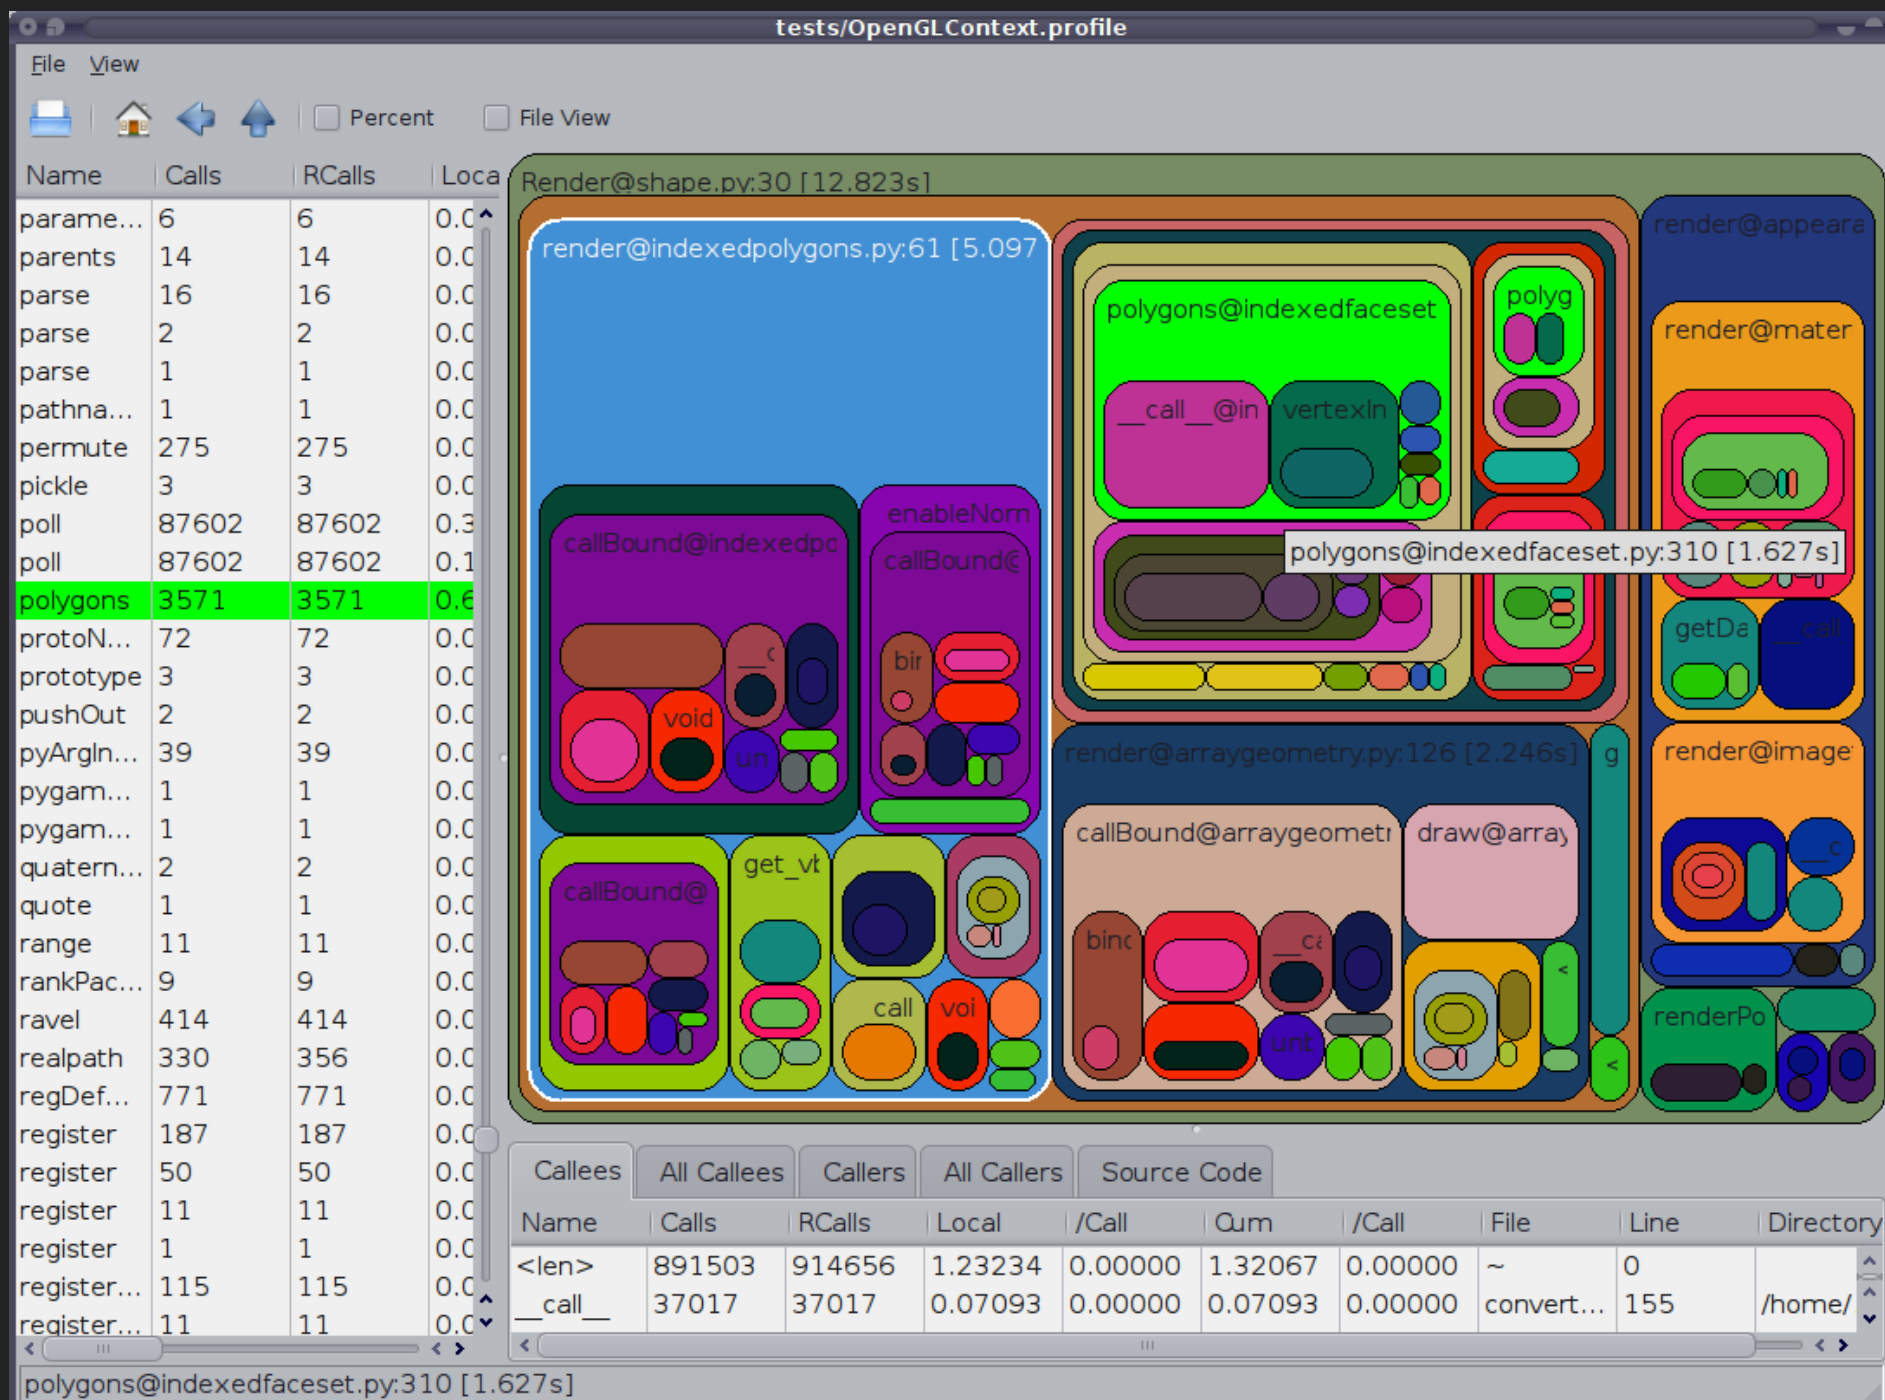 tests/OpenGLContext.profile
File View
Percent File View
Name Calls RCalls Loca
parame... 6 6 0.0
parents 14 14 0.0
parse 16 16 0.0
parse 2 2 0.0
parse 1 1 0.0
pathna... 1 1 0.0
permute 275 275 0.0
pickle 3 3 0.0
poll 87602 87602 0.3
poll 87602 87602 0.1
polygons 3571 3571 0.6
protoN... 72 72 0.0
prototype 3 3 0.0
pushOut 2 2 0.0
pyArgIn... 39 39 0.0
pygam... 1 1 0.0
pygam... 1 1 0.0
quatern... 2 2 0.0
quote 1 1 0.0
range 11 11 0.0
rankPac... 9 9 0.0
ravel 414 414 0.0
realpath 330 356 0.0
regDef... 771 771 0.0
register 187 187 0.0
register 50 50 0.0
register 11 11 0.0
register 1 1 0.0
register... 115 115 0.0
register... 11 11 0.0
Render@shape.py:30 [12.823s]
render@indexedpolygons.py:61 [5.097
callBound@indexedpo
__c
void
un
enableNorn
callBound@
bin
callBound@
get_vb
call
voi
polygons@indexedfaceset
__call__@in
vertexIn
polyg
polygons@indexedfaceset.py:310 [1.627s]
render@arraygeometry.py:126 [2.246s]
g
callBound@arraygeometr
draw@array
bind
__ca
unt
<
<
render@appeara
render@mater
getDa
__call
render@image
__c
renderPo
Callees All Callees Callers All Callers Source Code
Name Calls RCalls Local /Call Cum /Call File Line Directory
<len> 891503 914656 1.23234 0.00000 1.32067 0.00000 ~ 0
__call__ 37017 37017 0.07093 0.00000 0.07093 0.00000 convert... 155 /home/
polygons@indexedfaceset.py:310 [1.627s]